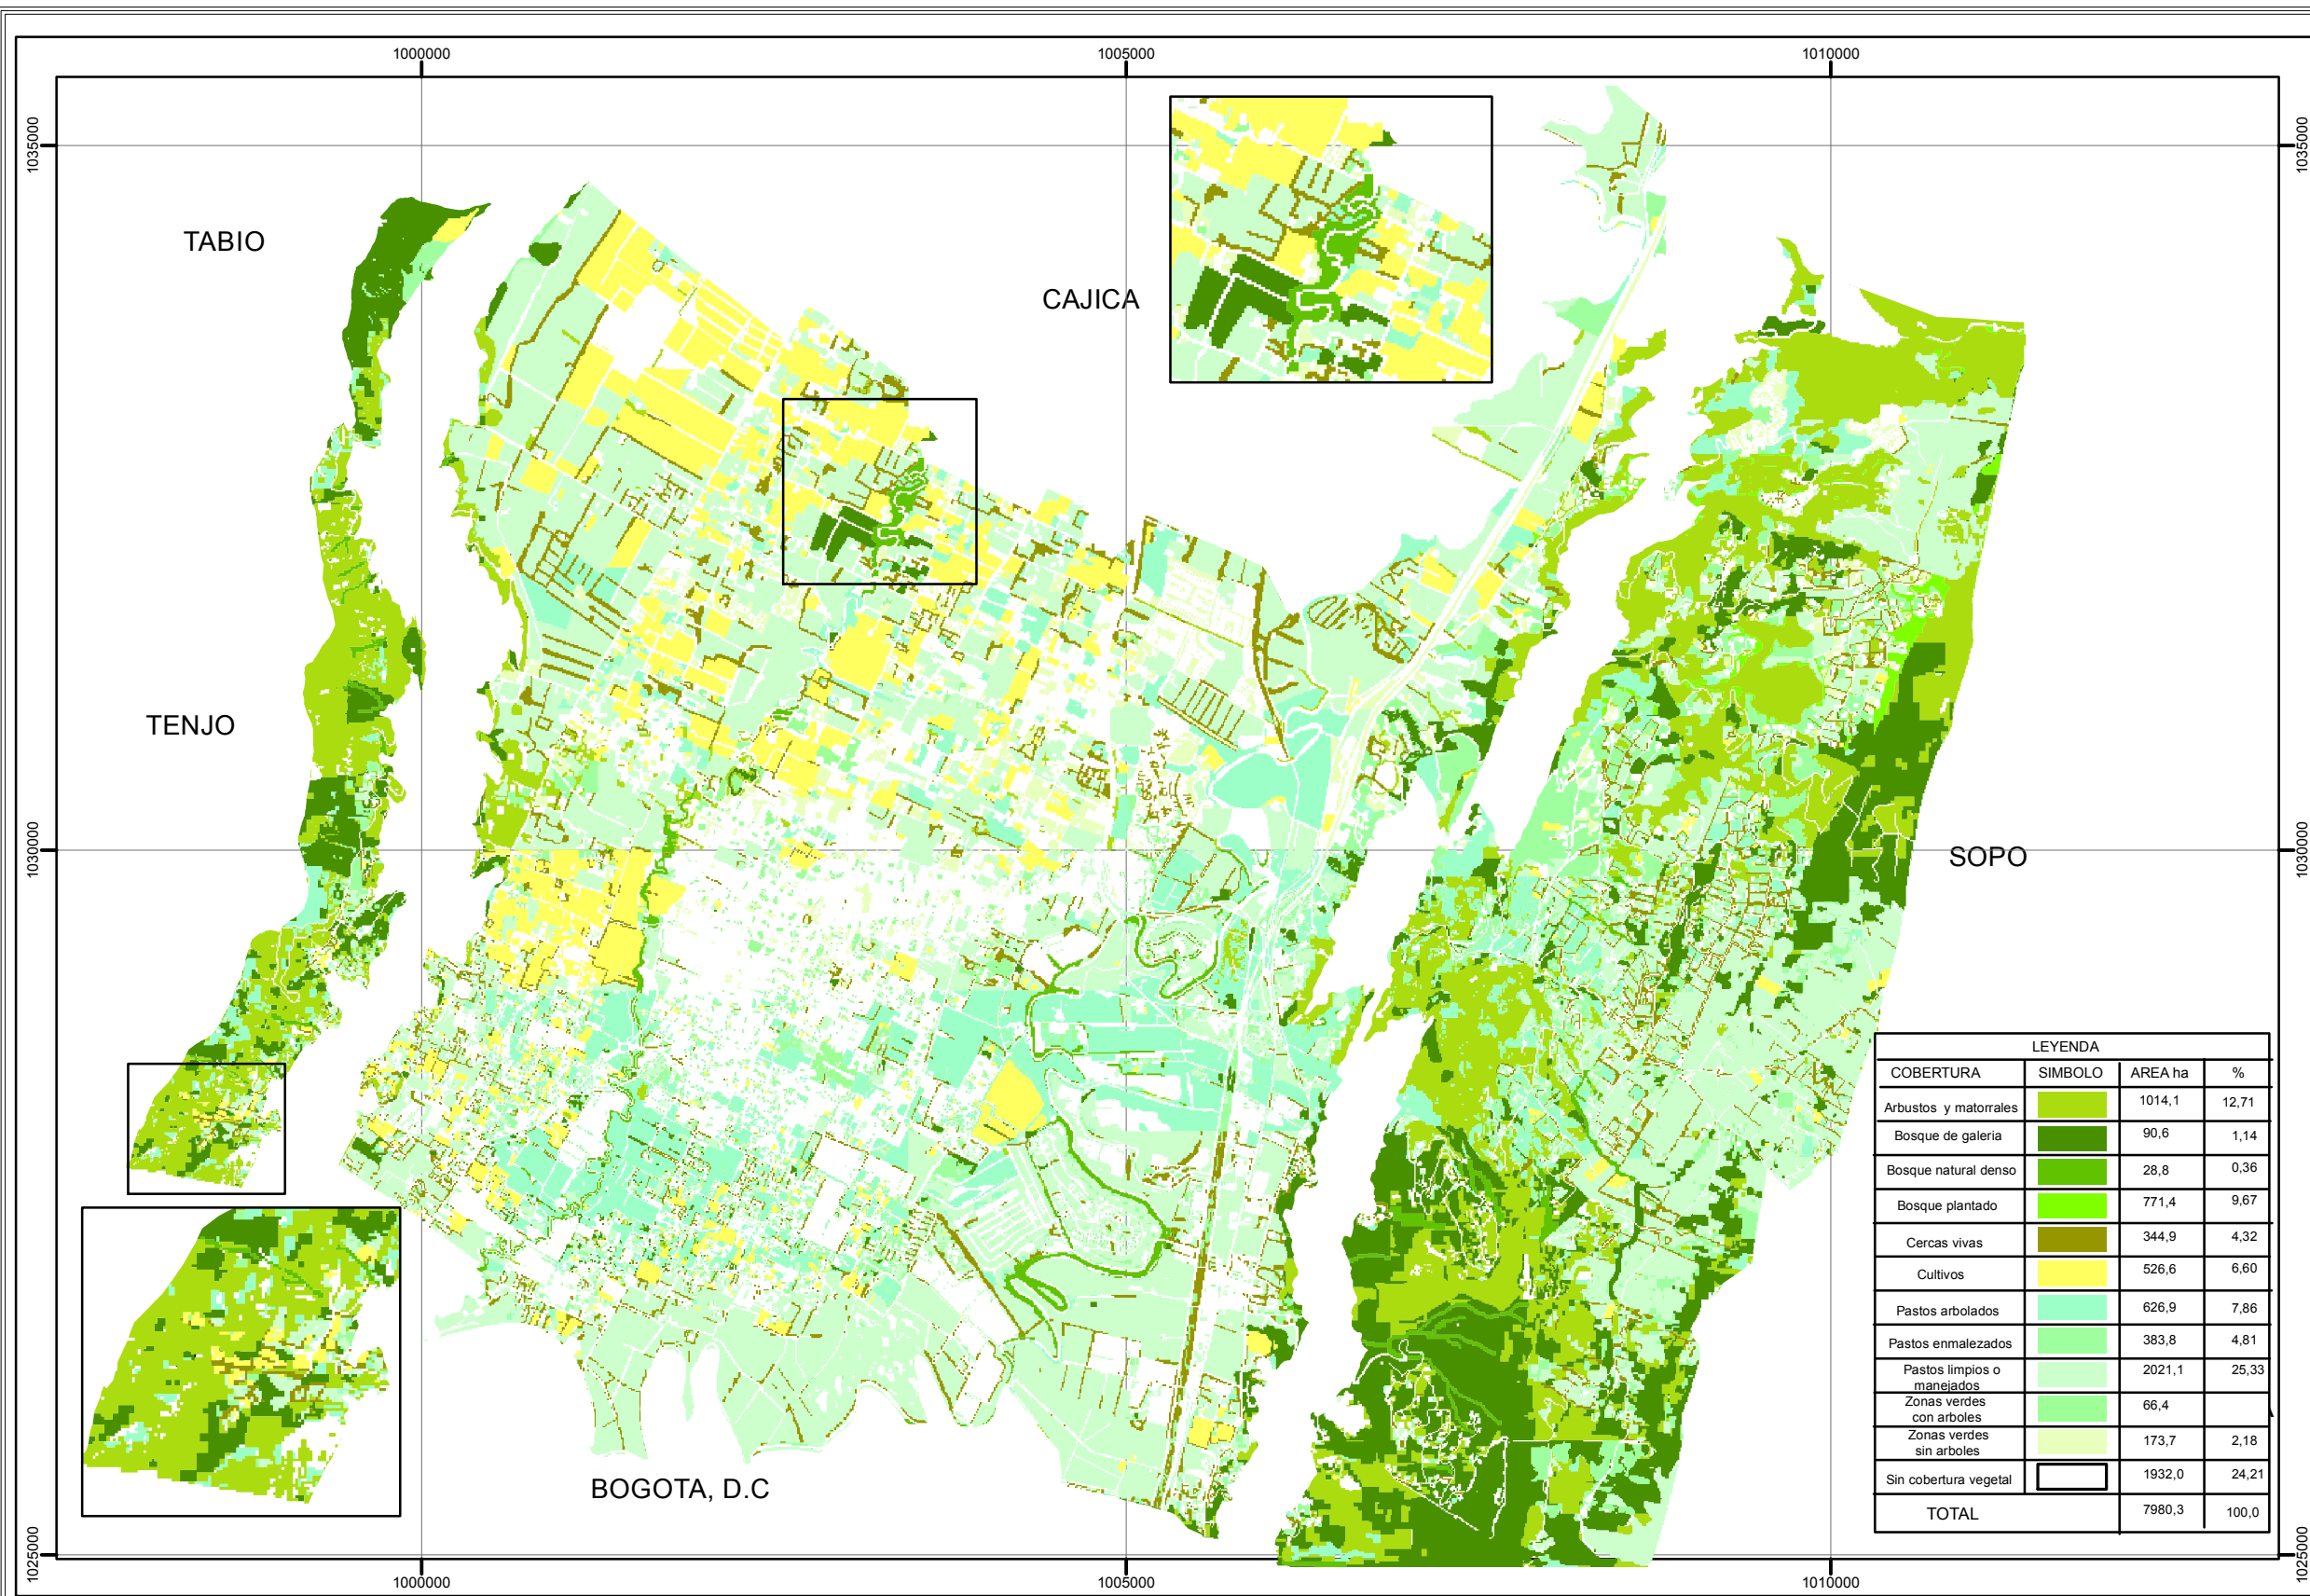 1000000 1005000 1010000
1035000 1035000
TABIO
CAJICA
TENJO
1030000 1030000
SOPO
LEYENDA
COBERTURA SIMBOLO AREA ha %
Arbustos y matorrales 1014,1 12,71
Bosque de galeria 90,6 1,14
Bosque natural denso 28,8 0,36
Bosque plantado 771,4 9,67
Cercas vivas 344,9 4,32
Cultivos 526,6 6,60
Pastos arbolados 626,9 7,86
Pastos enmalezados 383,8 4,81
Pastos limpios o
manejados 2021,1 25,33
Zonas verdes
con arboles 66,4
Zonas verdes
sin arboles 173,7 2,18
Sin cobertura vegetal 1932,0 24,21
TOTAL 7980,3 100,0
BOGOTA, D.C
1025000 1025000
1000000 1005000 1010000